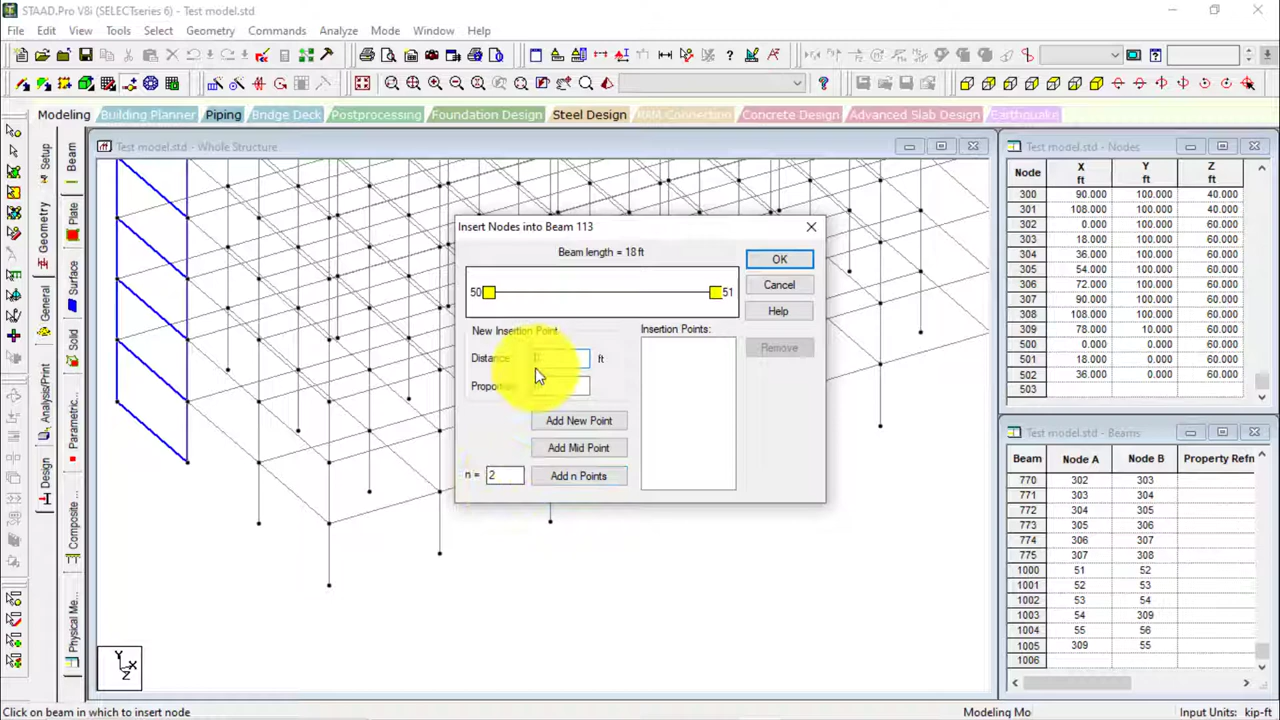 STAAD.Pro V8i (SELECTseries 6) - Test model.std
File Edit View Tools Select Geometry Commands Analyze Mode Window Help
Modeling Building Planner Piping Bridge Deck Postprocessing Foundation Design Steel Design RAM Connection Concrete Design Advanced Slab Design Earthquake
Setup
Geometry
General
Analysis/Print
Design
Beam
Plate
Surface
Solid
Parametric...
Composite ...
Physical Me...
Test model.std - Whole Structure
Y
X
Z
Insert Nodes into Beam 113
Beam length = 18 ft
50 51
New Insertion Point
Distance ft
n = 2
Add New Point
Add Mid Point
Add n Points
Insertion Points:
OK
Cancel
Help
Remove
Test model.std - Nodes
Node X ft Y ft Z ft
300 90.000 100.000 40.000
301 108.000 100.000 40.000
302 0.000 100.000 60.000
303 18.000 100.000 60.000
304 36.000 100.000 60.000
305 54.000 100.000 60.000
306 72.000 100.000 60.000
307 90.000 100.000 60.000
308 108.000 100.000 60.000
309 78.000 10.000 60.000
500 0.000 0.000 60.000
501 18.000 0.000 60.000
502 36.000 0.000 60.000
503
Test model.std - Beams
Beam Node A Node B Property Refn
770 302 303
771 303 304
772 304 305
773 305 306
774 306 307
775 307 308
1000 51 52
1001 52 53
1002 53 54
1003 54 309
1004 55 56
1005 309 55
1006
Click on beam in which to insert node
Modeling Mo
Input Units: kip-ft